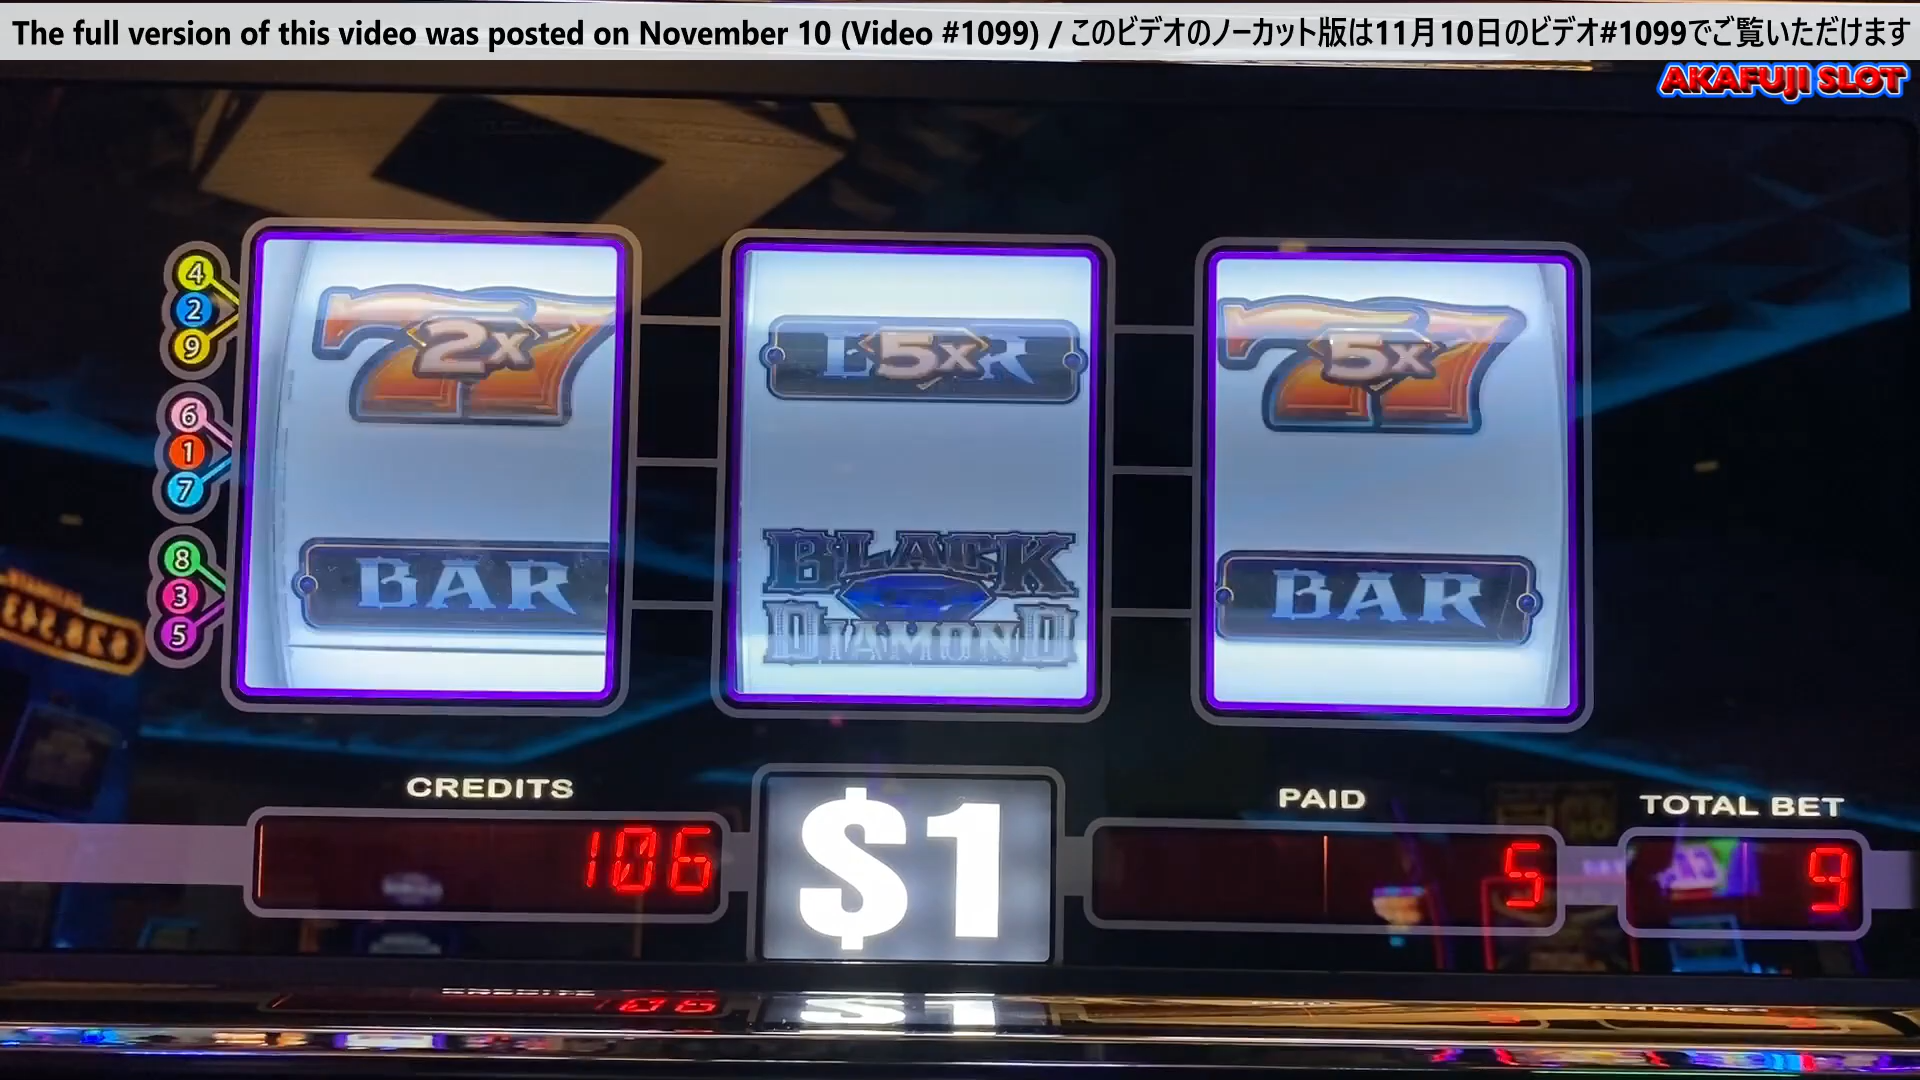 The full version of this video was posted on November 10 (Video #1099) / このビデオのノーカット版は11月10日のビデオ#1099でご覧いただけます
AKAFUJI SLOT
4
2
9
6
1
7
8
3
5
2x
5x
5x
BAR
BLACK
DIAMOND
BAR
$28,543
CREDITS
PAID
TOTAL BET
106
$1
5
9